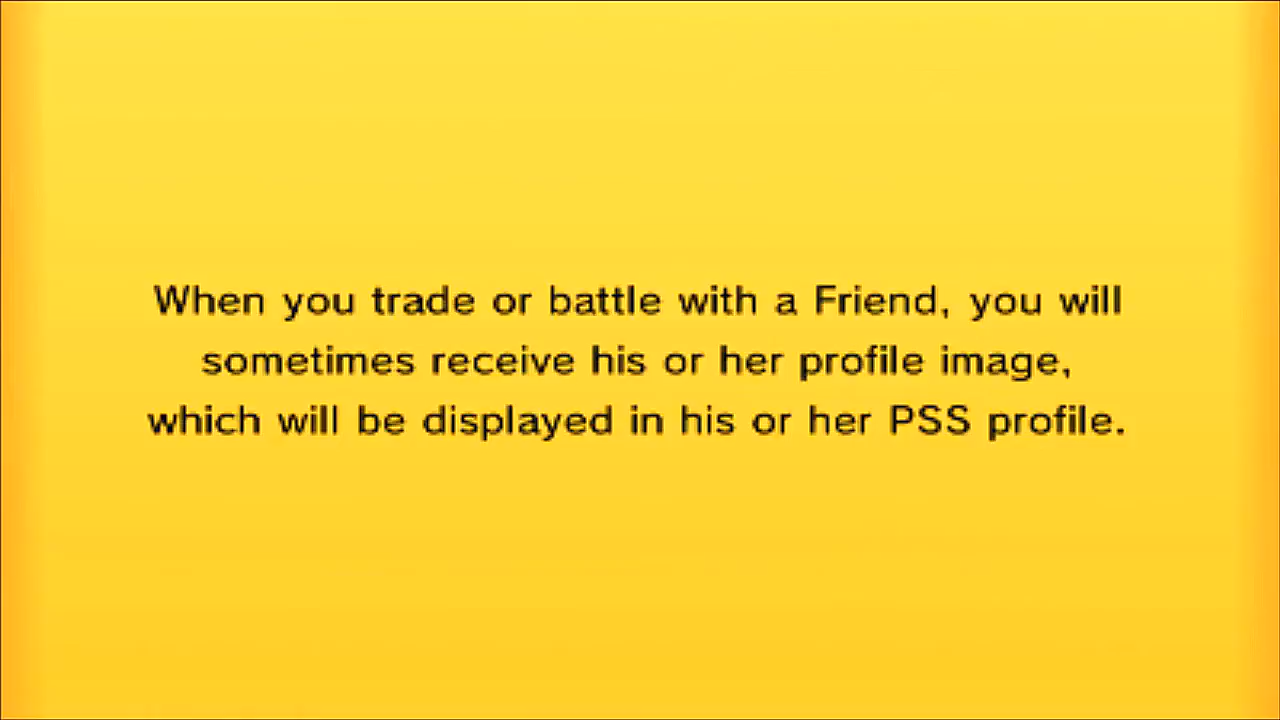 When you trade or battle with a Friend, you will
sometimes receive his or her profile image,
which will be displayed in his or her PSS profile.